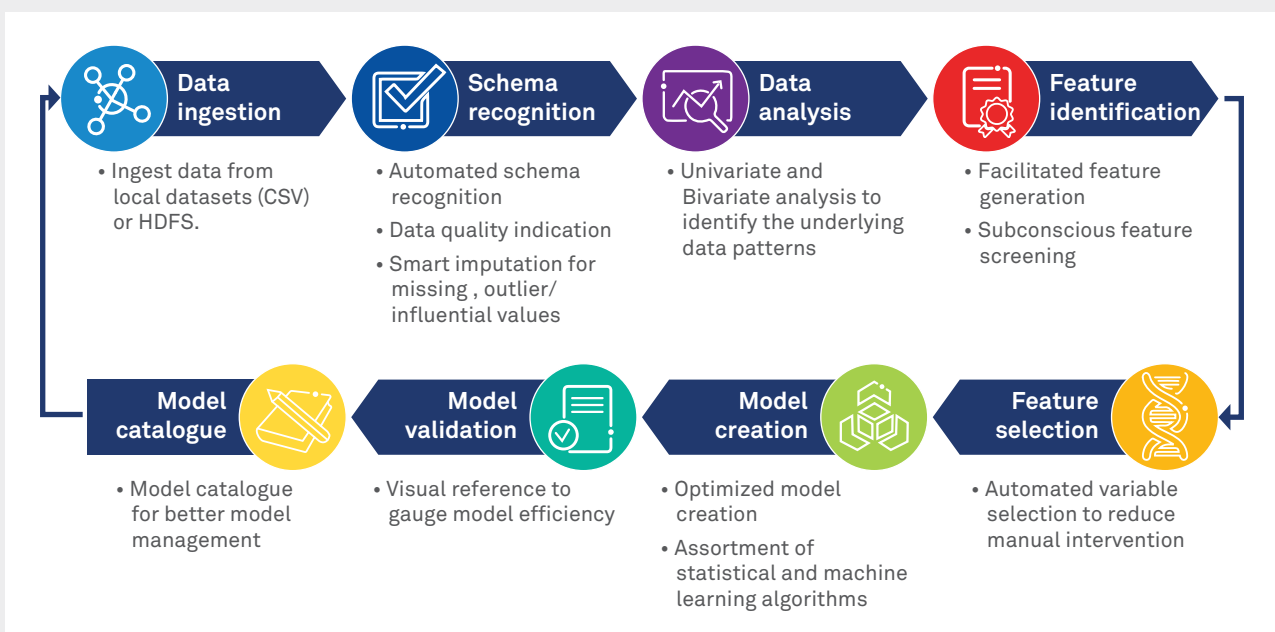 Data
ingestion
• Ingest data from
local datasets (CSV)
or HDFS.
Schema
recognition
• Automated schema
recognition
• Data quality indication
• Smart imputation for
missing , outlier/
influential values
Data
analysis
• Univariate and
Bivariate analysis to
identify the underlying
data patterns
Feature
identification
• Facilitated feature
generation
• Subconscious feature
screening
Feature
selection
• Automated variable
selection to reduce
manual intervention
Model
creation
• Optimized model
creation
• Assortment of
statistical and machine
learning algorithms
Model
validation
• Visual reference to
gauge model efficiency
Model
catalogue
• Model catalogue
for better model
management